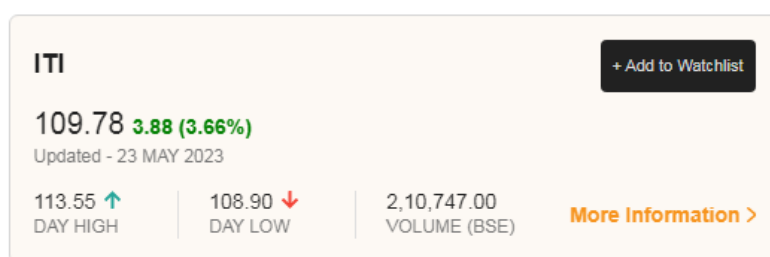 ITI
+ Add to Watchlist
109.78 3.88 (3.66%)
Updated - 23 MAY 2023
113.55 ↑
DAY HIGH
108.90 ↓
DAY LOW
2,10,747.00
VOLUME (BSE)
More Information >